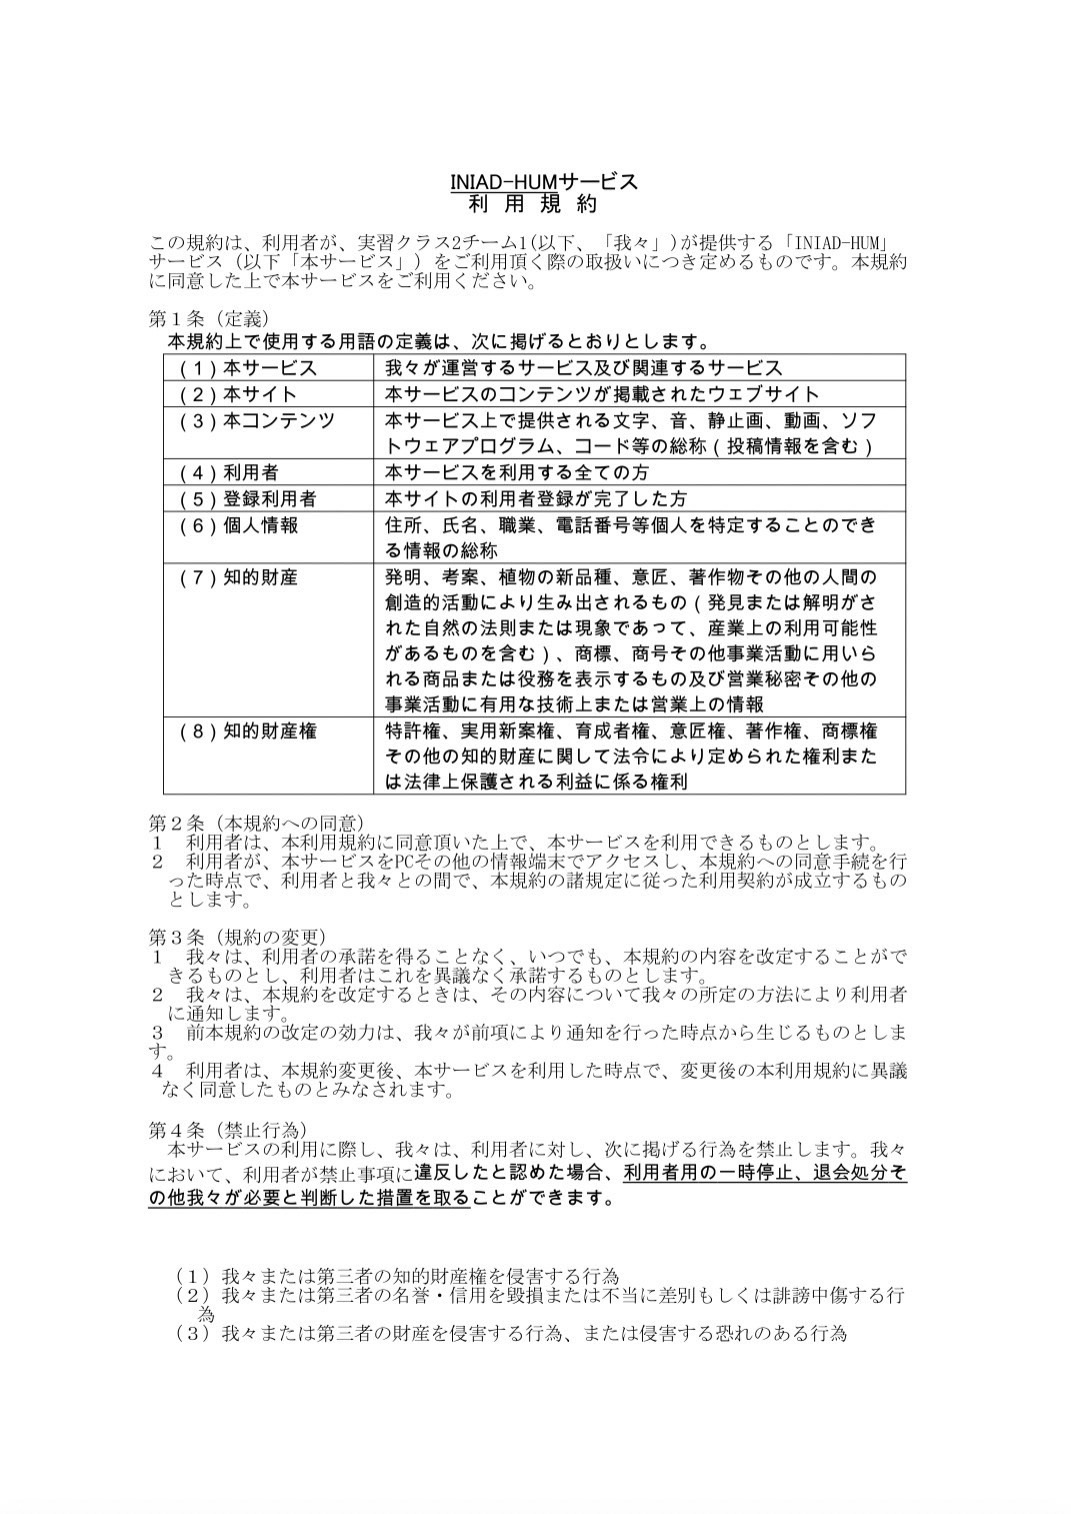 INIAD-HUMサービス
利用規約
この規約は、利用者が、実習クラス2チーム1(以下、「我々」)が提供する「INIAD-HUM」
サービス（以下「本サービス」）をご利用頂く際の取扱いにつき定めるものです。本規約
に同意した上で本サービスをご利用ください。
第１条（定義）
本規約上で使用する用語の定義は、次に掲げるとおりとします。
(１)本サービス 我々が運営するサービス及び関連するサービス
(２)本サイト 本サービスのコンテンツが掲載されたウェブサイト
(３)本コンテンツ 本サービス上で提供される文字、音、静止画、動画、ソフ
トウェアプログラム、コード等の総称(投稿情報を含む)
(４)利用者 本サービスを利用する全ての方
(５)登録利用者 本サイトの利用者登録が完了した方
(６)個人情報 住所、氏名、職業、電話番号等個人を特定することのでき
る情報の総称
(７)知的財産 発明、考案、植物の新品種、意匠、著作物その他の人間の
創造的活動により生み出されるもの(発見または解明がさ
れた自然の法則または現象であって、産業上の利用可能性
があるものを含む)、商標、商号その他事業活動に用いら
れる商品または役務を表示するもの及び営業秘密その他の
事業活動に有用な技術上または営業上の情報
(８)知的財産権 特許権、実用新案権、育成者権、意匠権、著作権、商標権
その他の知的財産に関して法令により定められた権利また
は法律上保護される利益に係る権利
第２条（本規約への同意）
１　利用者は、本利用規約に同意頂いた上で、本サービスを利用できるものとします。
２　利用者が、本サービスをPCその他の情報端末でアクセスし、本規約への同意手続を行
った時点で、利用者と我々との間で、本規約の諸規定に従った利用契約が成立するもの
とします。
第３条（規約の変更）
１　我々は、利用者の承諾を得ることなく、いつでも、本規約の内容を改定することがで
きるものとし、利用者はこれを異議なく承諾するものとします。
２　我々は、本規約を改定するときは、その内容について我々の所定の方法により利用者
に通知します。
３　前本規約の改定の効力は、我々が前項により通知を行った時点から生じるものとしま
す。
４　利用者は、本規約変更後、本サービスを利用した時点で、変更後の本利用規約に異議
なく同意したものとみなされます。
第４条（禁止行為）
本サービスの利用に際し、我々は、利用者に対し、次に掲げる行為を禁止します。我々
において、利用者が禁止事項に違反したと認めた場合、利用者用の一時停止、退会処分そ
の他我々が必要と判断した措置を取ることができます。
（１）我々または第三者の知的財産権を侵害する行為
（２）我々または第三者の名誉・信用を毀損または不当に差別もしくは誹謗中傷する行
為
（３）我々または第三者の財産を侵害する行為、または侵害する恐れのある行為